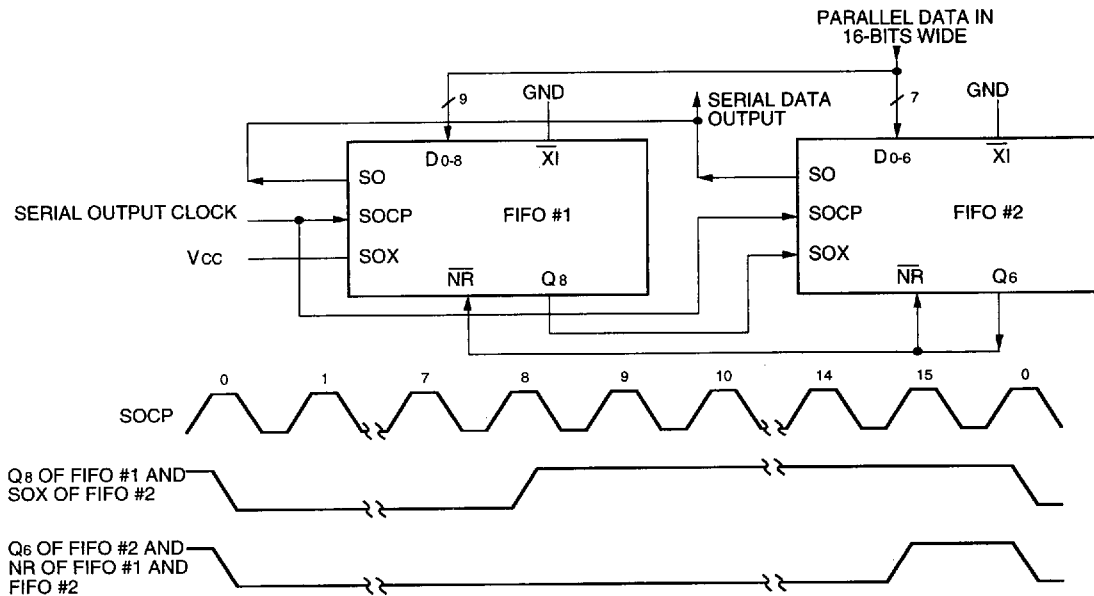 PARALLEL DATA IN
16-BITS WIDE
9
GND
SERIAL DATA
OUTPUT
7
GND
D0-8
XI
D0-6
XI
SO
SO
SERIAL OUTPUT CLOCK
SOCP
FIFO #1
SOCP
FIFO #2
VCC
SOX
SOX
NR
Q8
NR
Q6
0
1
7
8
9
10
14
15
0
SOCP
Q8 OF FIFO #1 AND
SOX OF FIFO #2
Q6 OF FIFO #2 AND
NR OF FIFO #1 AND
FIFO #2